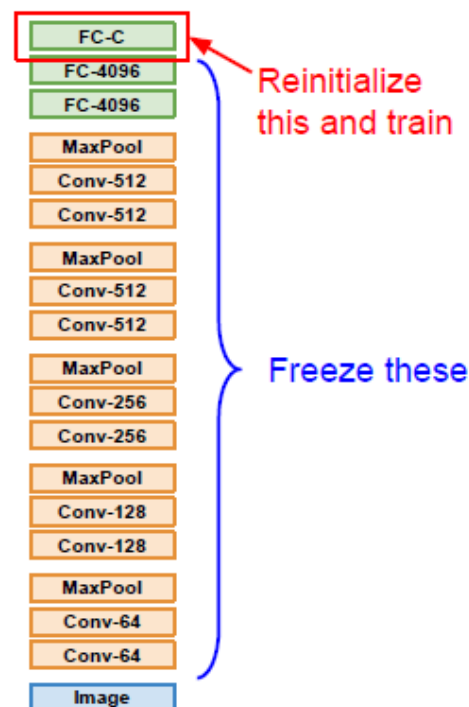 FC-C
FC-4096
FC-4096
MaxPool
Conv-512
Conv-512
MaxPool
Conv-512
Conv-512
MaxPool
Conv-256
Conv-256
MaxPool
Conv-128
Conv-128
MaxPool
Conv-64
Conv-64
Image
Reinitialize
this and train
Freeze these